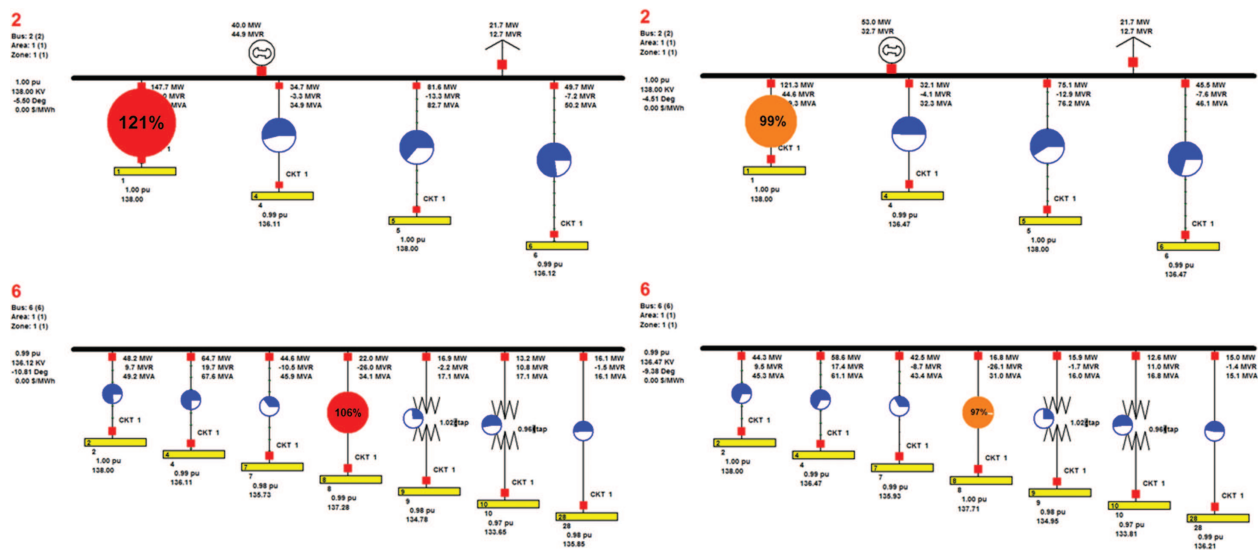 2
Bus: 2 (2)
Area: 1 (1)
Zone: 1 (1)
1.00 pu
138.00 KV
-5.50 Deg
0.00 $/MWh
40.0 MW
44.9 MVR
21.7 MW
12.7 MVR
147.7 MW
MVR
MVA
121%
1
1
1
1.00 pu
138.00
34.7 MW
-3.3 MVR
34.9 MVA
CKT 1
4
4
0.99 pu
136.11
81.6 MW
-13.3 MVR
82.7 MVA
CKT 1
5
5
1.00 pu
138.00
49.7 MW
-7.2 MVR
50.2 MVA
CKT 1
6
6
0.99 pu
136.12
2
Bus: 2 (2)
Area: 1 (1)
Zone: 1 (1)
1.00 pu
138.00 KV
-4.51 Deg
0.00 $/MWh
53.0 MW
32.7 MVR
21.7 MW
12.7 MVR
121.3 MW
44.6 MVR
MVA
99%
CKT 1
1
1
1.00 pu
138.00
32.1 MW
-4.1 MVR
32.3 MVA
CKT 1
4
4
0.99 pu
136.47
75.1 MW
-12.9 MVR
76.2 MVA
CKT 1
5
5
1.00 pu
138.00
45.5 MW
-7.6 MVR
46.1 MVA
CKT 1
6
6
0.99 pu
136.47
6
Bus: 6 (6)
Area: 1 (1)
Zone: 1 (1)
0.99 pu
136.12 KV
-10.81 Deg
0.00 $/MWh
48.2 MW
9.7 MVR
49.2 MVA
CKT 1
2
2
1.00 pu
138.00
64.7 MW
19.7 MVR
67.6 MVA
CKT 1
4
4
0.99 pu
136.11
44.6 MW
-10.5 MVR
45.9 MVA
CKT 1
7
7
0.98 pu
135.73
22.0 MW
-26.0 MVR
34.1 MVA
106%
CKT 1
8
8
0.99 pu
137.28
16.9 MW
-2.2 MVR
17.1 MVA
tap
CKT 1
9
9
0.98 pu
134.78
13.2 MW
10.8 MVR
17.1 MVA
tap
CKT 1
10
10
0.97 pu
133.65
16.1 MW
-1.5 MVR
16.1 MVA
CKT 1
28
28
0.98 pu
135.85
6
Bus: 6 (6)
Area: 1 (1)
Zone: 1 (1)
0.99 pu
136.47 KV
-9.38 Deg
0.00 $/MWh
44.3 MW
9.5 MVR
45.3 MVA
CKT 1
2
2
1.00 pu
138.00
58.6 MW
17.4 MVR
61.1 MVA
CKT 1
4
4
0.99 pu
136.47
42.5 MW
-8.7 MVR
43.4 MVA
CKT 1
7
7
0.99 pu
135.93
16.8 MW
-26.1 MVR
31.0 MVA
97%
CKT 1
8
8
1.00 pu
137.71
15.9 MW
-1.7 MVR
16.0 MVA
tap
CKT 1
9
9
0.98 pu
134.95
12.6 MW
11.0 MVR
16.8 MVA
tap
CKT 1
10
10
0.97 pu
133.81
15.0 MW
-1.4 MVR
15.1 MVA
CKT 1
28
28
0.99 pu
136.21